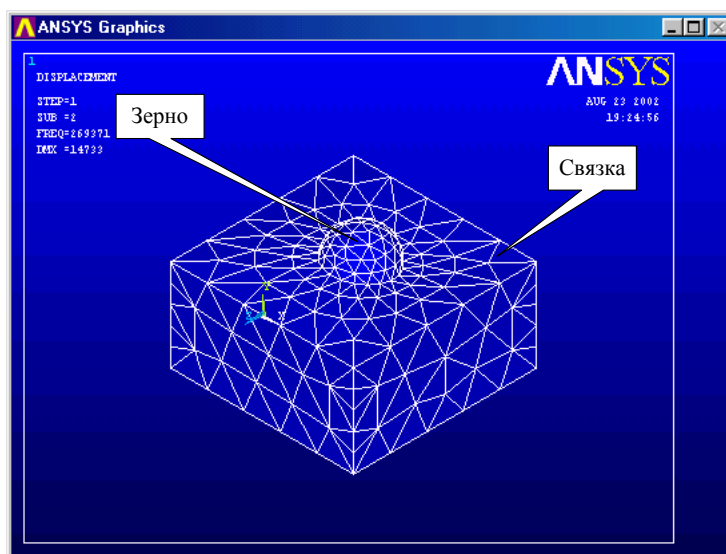 ANSYS Graphics
1
DISPLACEMENT
STEP=1
SUB =2
FREQ=269371
DMX =14733
ANSYS
AUG 23 2002
19:24:56
Зерно
Связка
Y
Z
X